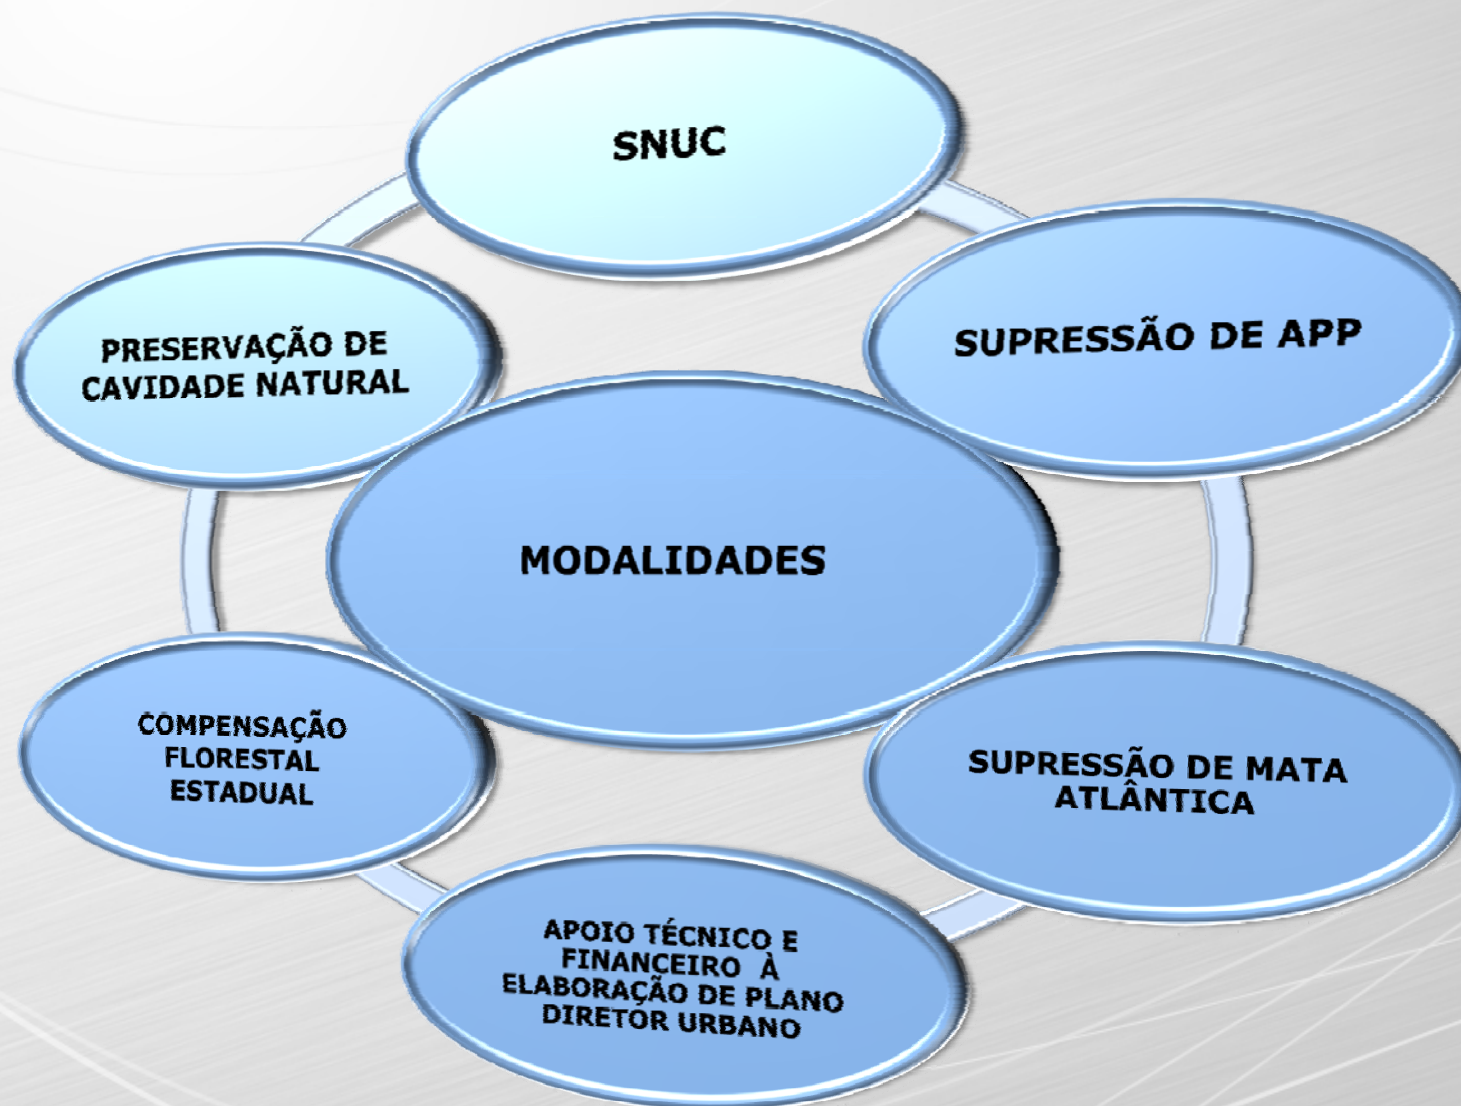 SNUC
SUPRESSÃO DE APP
PRESERVAÇÃO DE
CAVIDADE NATURAL
MODALIDADES
COMPENSAÇÃO
FLORESTAL
ESTADUAL
SUPRESSÃO DE MATA
ATLÂNTICA
APOIO TÉCNICO E
FINANCEIRO À
ELABORAÇÃO DE PLANO
DIRETOR URBANO